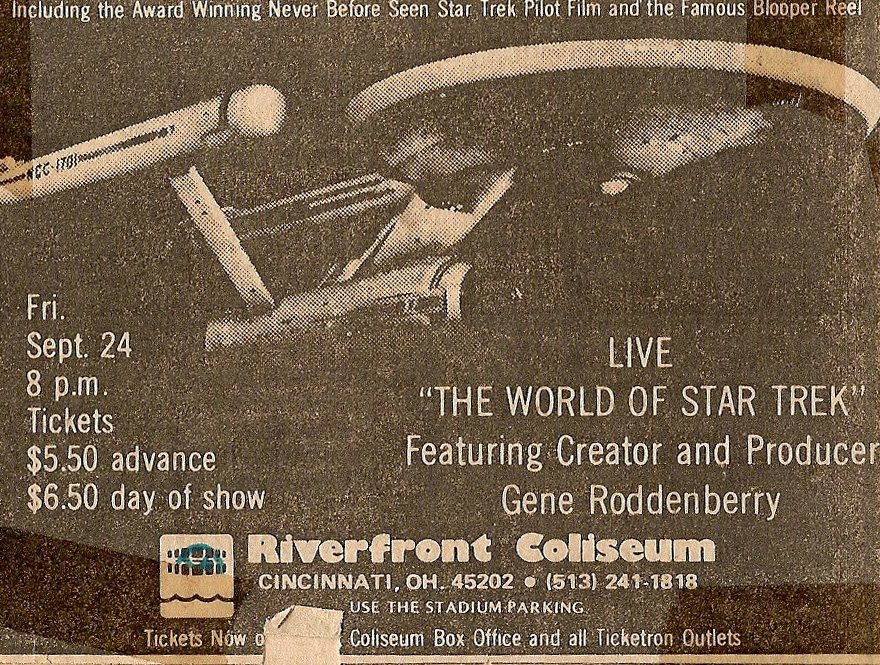 Including the Award Winning Never Before Seen Star Trek Pilot Film and the Famous Blooper Reel
NCC-1701
Fri.
Sept. 24
8 p.m.
Tickets
$5.50 advance
$6.50 day of show
LIVE
"THE WORLD OF STAR TREK"
Featuring Creator and Producer
Gene Roddenberry
Riverfront Coliseum
CINCINNATI, OH. 45202 • (513) 241-1818
USE THE STADIUM PARKING
Tickets Now Coliseum Box Office and all Ticketron Outlets